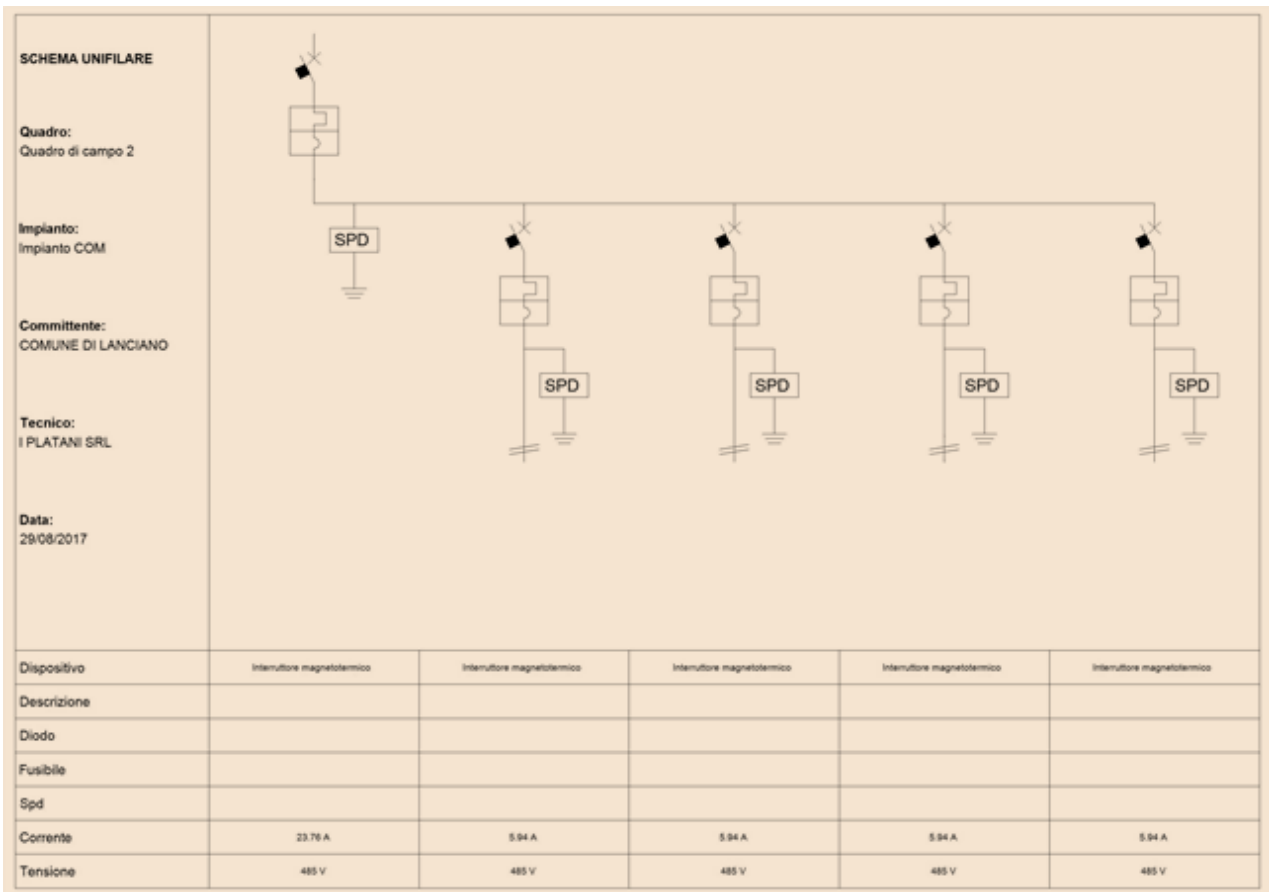 SCHEMA UNIFILARE
Quadro:
Quadro di campo 2
Impianto:
Impianto COM
Committente:
COMUNE DI LANCIANO
Tecnico:
I PLATANI SRL
Data:
29/08/2017
SPD
SPD SPD SPD SPD
Dispositivo Interruttore magnetotermico Interruttore magnetotermico Interruttore magnetotermico Interruttore magnetotermico Interruttore magnetotermico
Descrizione
Diodo
Fusibile
Spd
Corrente 23.76 A 5.94 A 5.94 A 5.94 A 5.94 A
Tensione 485 V 485 V 485 V 485 V 485 V